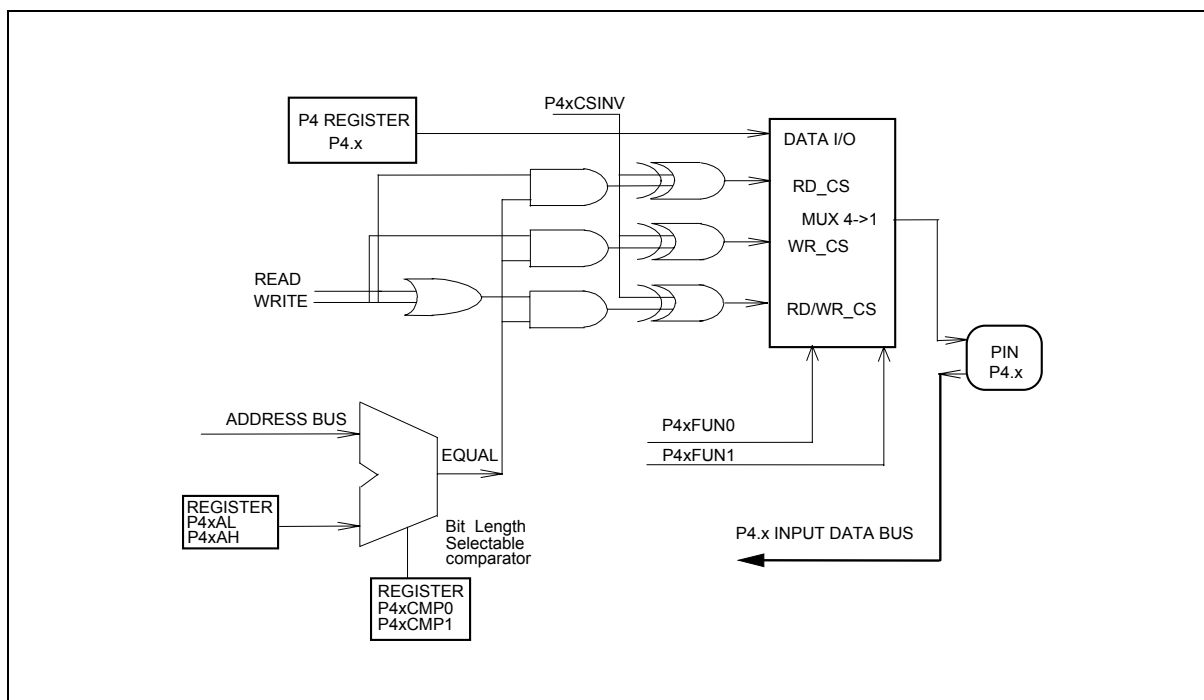 P4xCSINV
P4 REGISTER
P4.x
DATA I/O
RD_CS
MUX 4->1
WR_CS
READ
WRITE
RD/WR_CS
PIN
P4.x
ADDRESS BUS
P4xFUN0
P4xFUN1
EQUAL
REGISTER
P4xAL
P4xAH
Bit Length
Selectable
comparator
P4.x INPUT DATA BUS
REGISTER
P4xCMP0
P4xCMP1